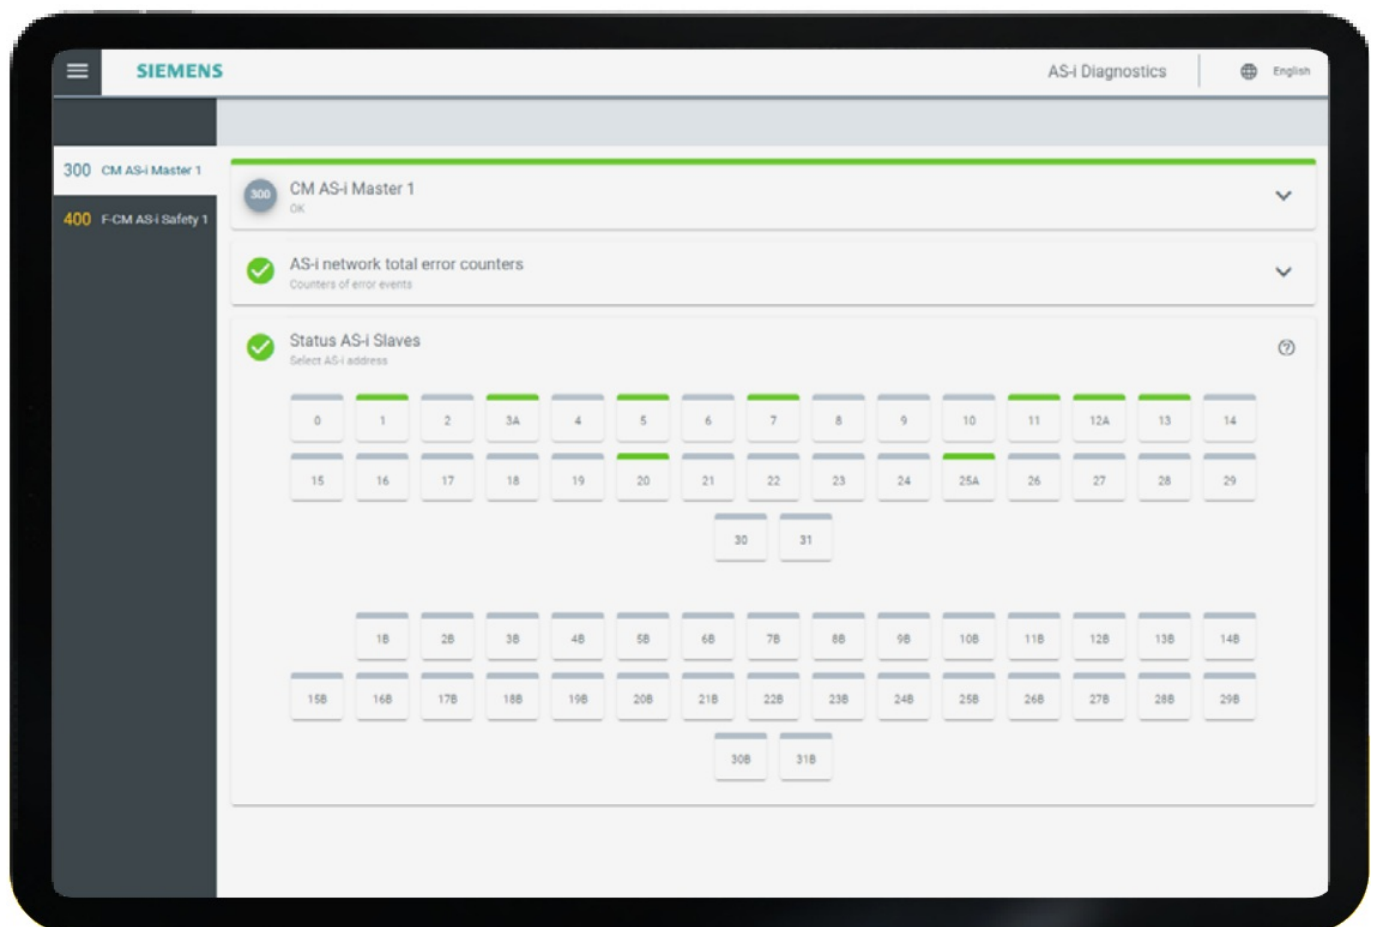 SIEMENS
AS-i Diagnostics
English
300 CM AS-i Master 1
400 F-CM AS-i Safety 1
300
CM AS-i Master 1
OK
AS-i network total error counters
Counters of error events
Status AS-i Slaves
Select AS-i address
0 1 2 3A 4 5 6 7 8 9 10 11 12A 13 14
15 16 17 18 19 20 21 22 23 24 25A 26 27 28 29
30 31
1B 2B 3B 4B 5B 6B 7B 8B 9B 10B 11B 12B 13B 14B
15B 16B 17B 18B 19B 20B 21B 22B 23B 24B 25B 26B 27B 28B 29B
30B 31B